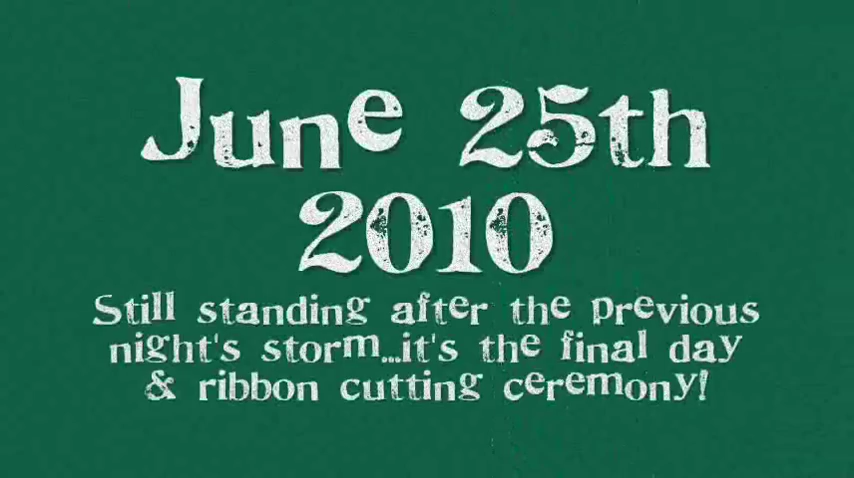 June 25th
2010
Still standing after the previous
night's storm...it's the final day
& ribbon cutting ceremony!